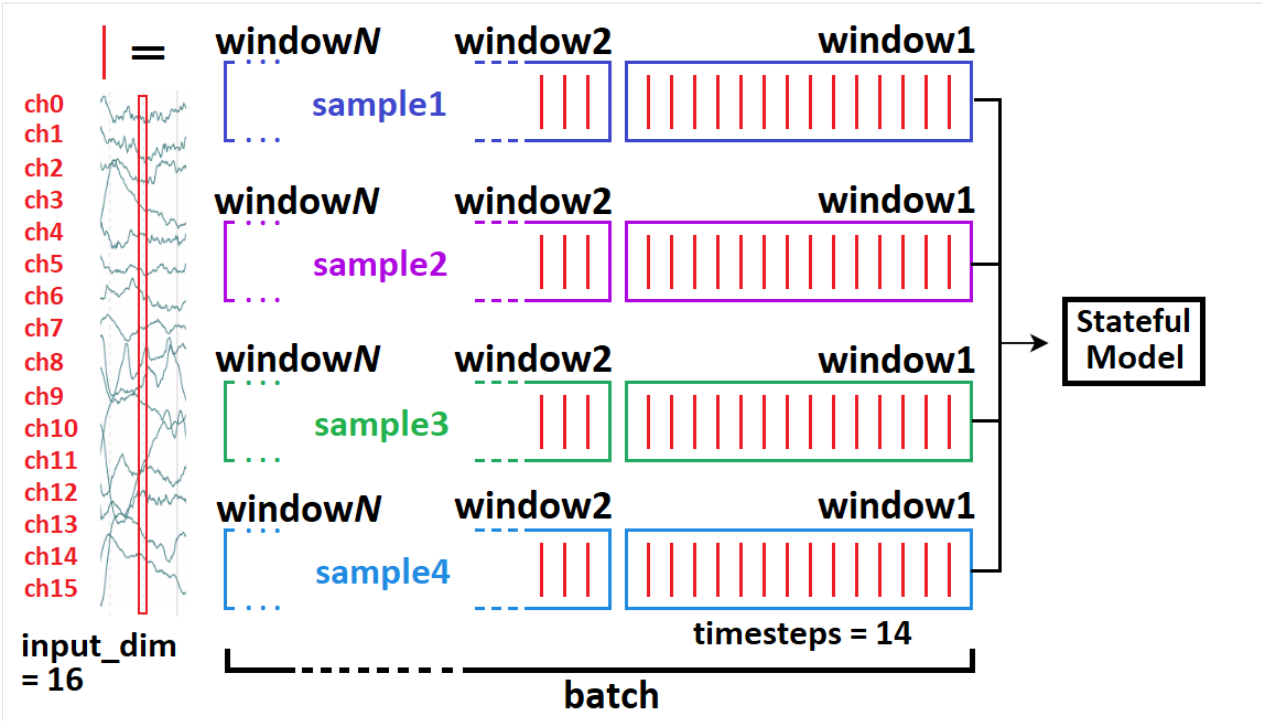 | =
ch0
ch1
ch2
ch3
ch4
ch5
ch6
ch7
ch8
ch9
ch10
ch11
ch12
ch13
ch14
ch15
input_dim
= 16
windowN window2 window1
... sample1
...
windowN window2 window1
... sample2
...
windowN window2 window1
... sample3
...
windowN window2 window1
... sample4
...
timesteps = 14
batch
Stateful
Model